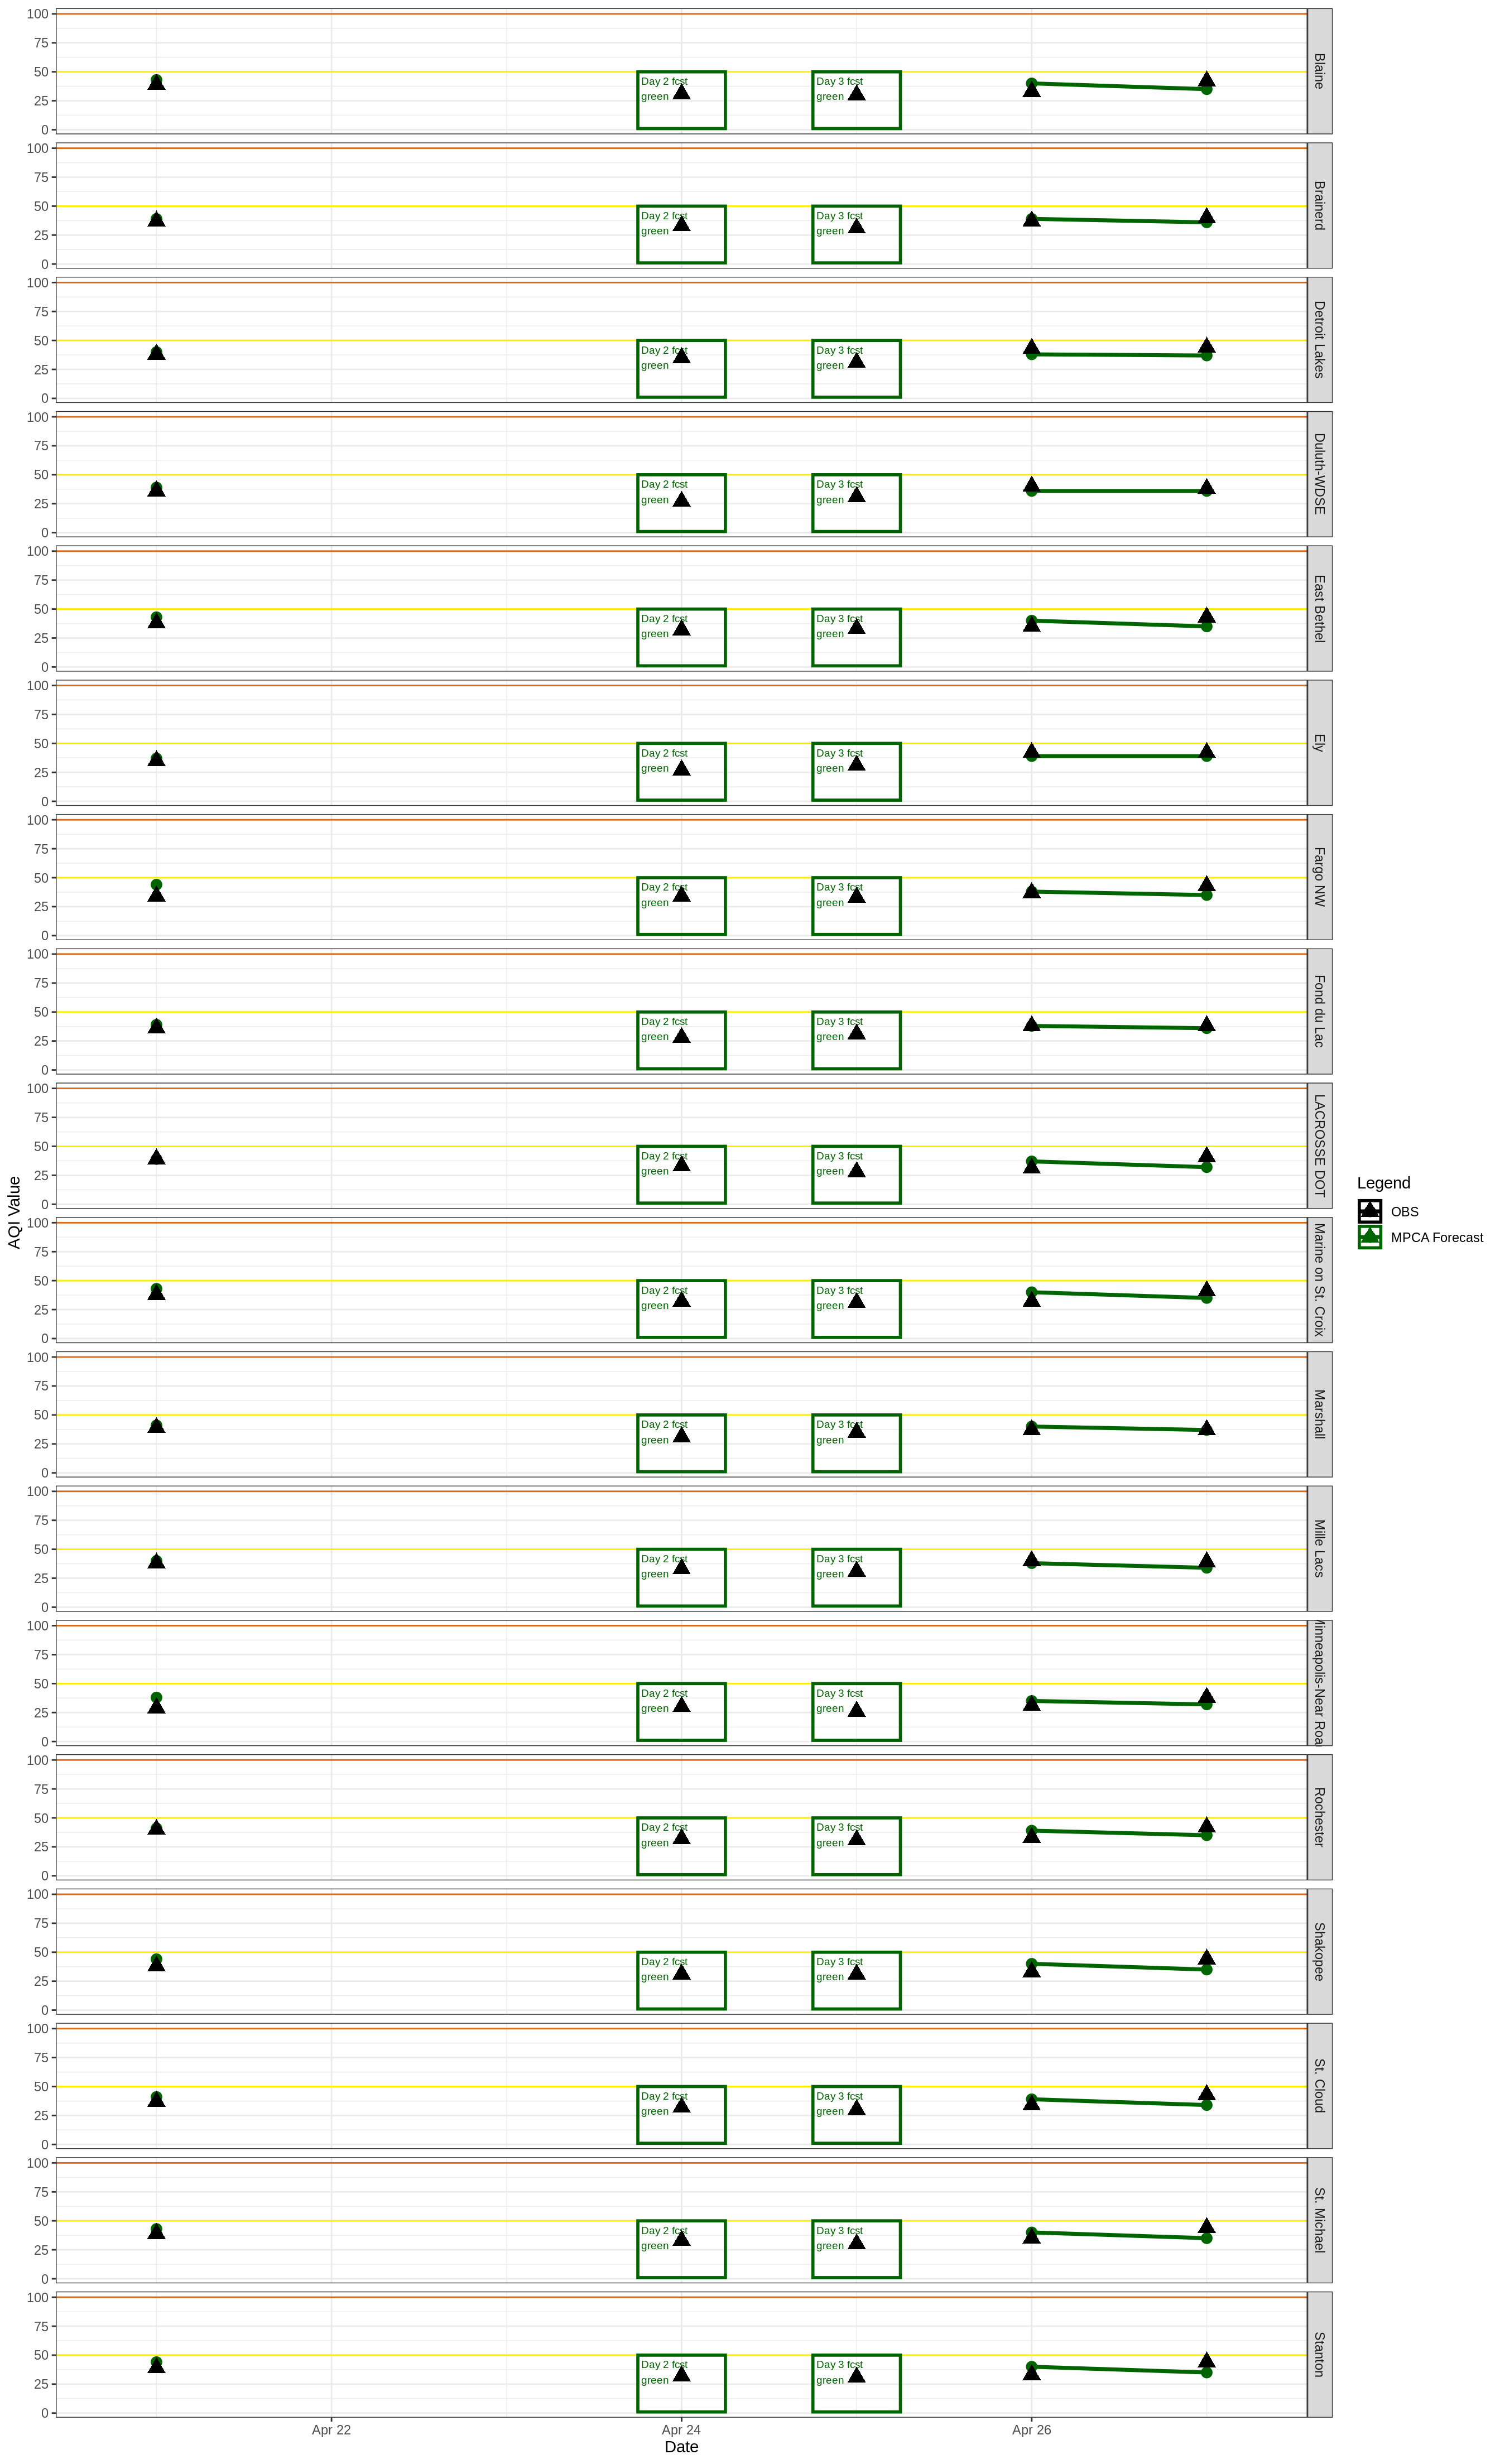 100
75
50
25
0
Day 2 fcst
green
Day 3 fcst
green
Blaine
100
75
50
25
0
Day 2 fcst
green
Day 3 fcst
green
Brainerd
100
75
50
25
0
Day 2 fcst
green
Day 3 fcst
green
Detroit Lakes
100
75
50
25
0
Day 2 fcst
green
Day 3 fcst
green
Duluth-WDSE
100
75
50
25
0
Day 2 fcst
green
Day 3 fcst
green
East Bethel
100
75
50
25
0
Day 2 fcst
green
Day 3 fcst
green
Ely
100
75
50
25
0
Day 2 fcst
green
Day 3 fcst
green
Fargo NW
100
75
50
25
0
Day 2 fcst
green
Day 3 fcst
green
Fond du Lac
100
75
50
25
0
Day 2 fcst
green
Day 3 fcst
green
LACROSSE DOT
100
75
50
25
0
Day 2 fcst
green
Day 3 fcst
green
Marine on St. Croix
100
75
50
25
0
Day 2 fcst
green
Day 3 fcst
green
Marshall
100
75
50
25
0
Day 2 fcst
green
Day 3 fcst
green
Mille Lacs
100
75
50
25
0
Day 2 fcst
green
Day 3 fcst
green
inneapolis-Near Roa
100
75
50
25
0
Day 2 fcst
green
Day 3 fcst
green
Rochester
100
75
50
25
0
Day 2 fcst
green
Day 3 fcst
green
Shakopee
100
75
50
25
0
Day 2 fcst
green
Day 3 fcst
green
St. Cloud
100
75
50
25
0
Day 2 fcst
green
Day 3 fcst
green
St. Michael
100
75
50
25
0
Day 2 fcst
green
Day 3 fcst
green
Stanton
Apr 22
Apr 24
Apr 26
Date
AQI Value
Legend
OBS
MPCA Forecast